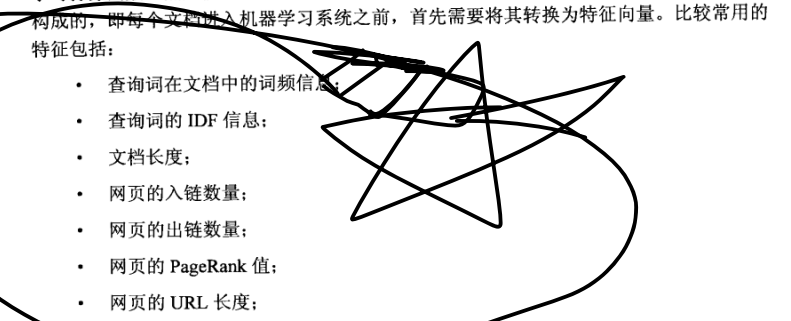 构成的，即每个文档进入机器学习系统之前，首先需要将其转换为特征向量。比较常用的
特征包括：
• 查询词在文档中的词频信息；
• 查询词的 IDF 信息；
• 文档长度；
• 网页的入链数量；
• 网页的出链数量；
• 网页的 PageRank 值；
• 网页的 URL 长度；